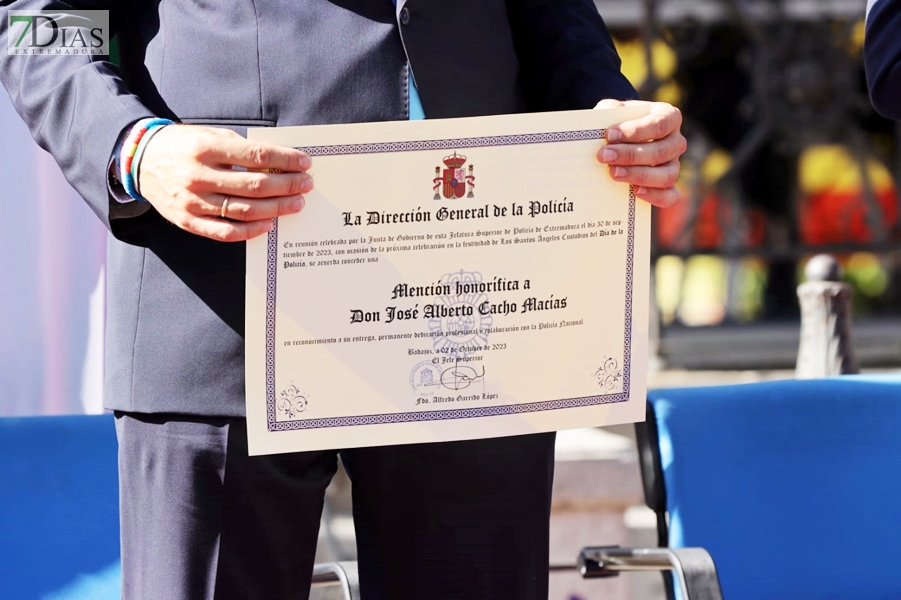 7DÍAS
EXTREMADURA
La Dirección General de la Policía
En reunión celebrada por la Junta de Gobierno de esta Jefatura Superior de Policía de Extremadura el día 30 de sep
tiembre de 2023, con ocasión de la próxima celebración en la festividad de Los Santos Ángeles Custodios del Día de la
Policía, se acuerda conceder una
Mención honorífica a
Don José Alberto Cacho Macías
en reconocimiento a su entrega, permanente dedicación profesional y colaboración con la Policía Nacional.
Badajoz, a 02 de Octubre de 2023
El Jefe Superior
Fdo. Alfredo Garrido López